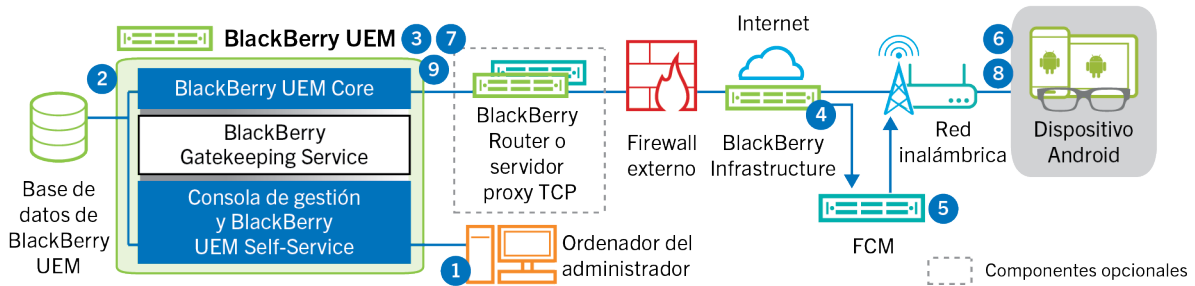 BlackBerry UEM
3
7
2
9
BlackBerry UEM Core
BlackBerry
Gatekeeping Service
Consola de gestión
y BlackBerry
UEM Self-Service
Base de
datos de
BlackBerry
UEM
BlackBerry
Router o
servidor
proxy TCP
1
Ordenador del
administrador
Firewall
externo
Internet
4
BlackBerry
Infrastructure
5
FCM
Red
inalámbrica
6
8
Dispositivo
Android
Componentes opcionales